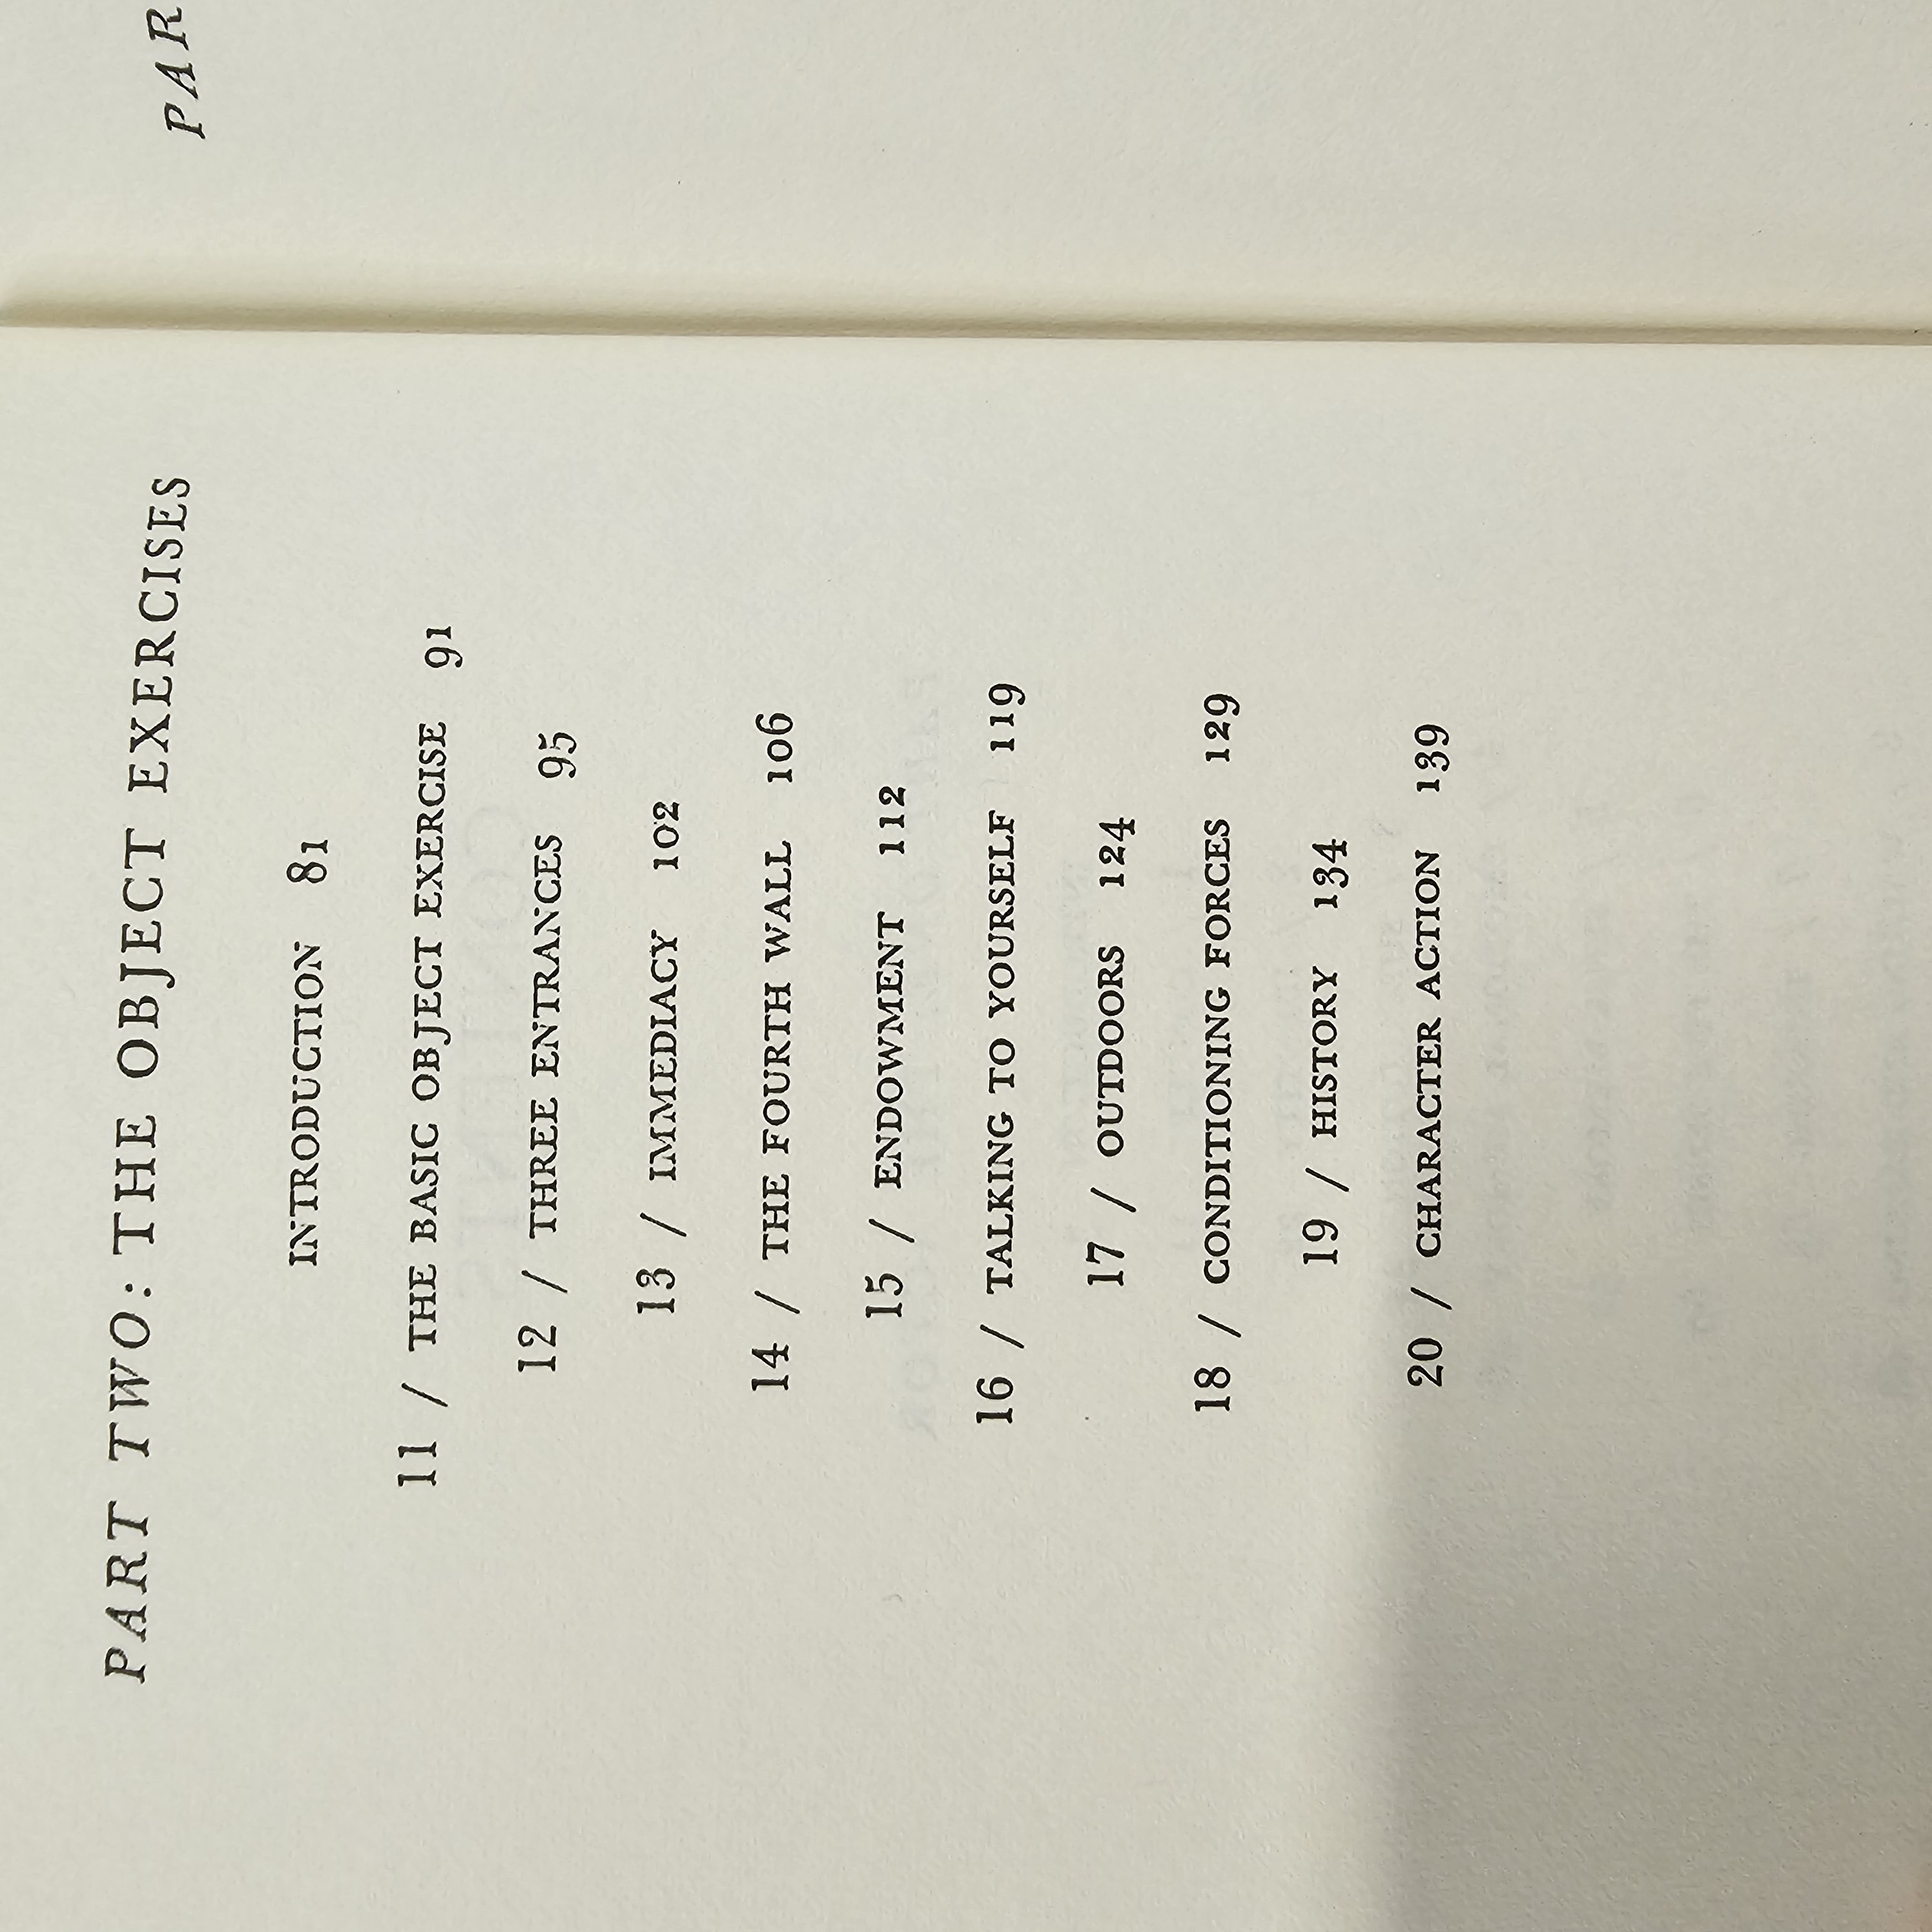 PART TWO: THE OBJECT EXERCISES
INTRODUCTION 81
11 / THE BASIC OBJECT EXERCISE 91
12 / THREE ENTRANCES 95
13 / IMMEDIACY 102
14 / THE FOURTH WALL 106
15 / ENDOWMENT 112
16 / TALKING TO YOURSELF 119
17 / OUTDOORS 124
18 / CONDITIONING FORCES 129
19 / HISTORY 134
20 / CHARACTER ACTION 139
PAR